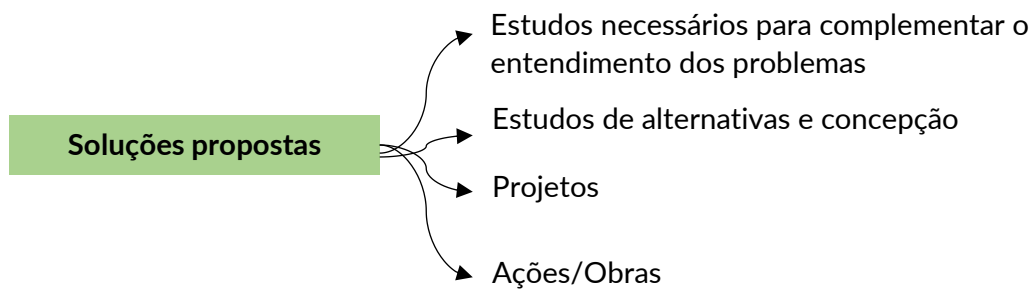 Soluções propostas
Estudos necessários para complementar o
entendimento dos problemas
Estudos de alternativas e concepção
Projetos
Ações/Obras